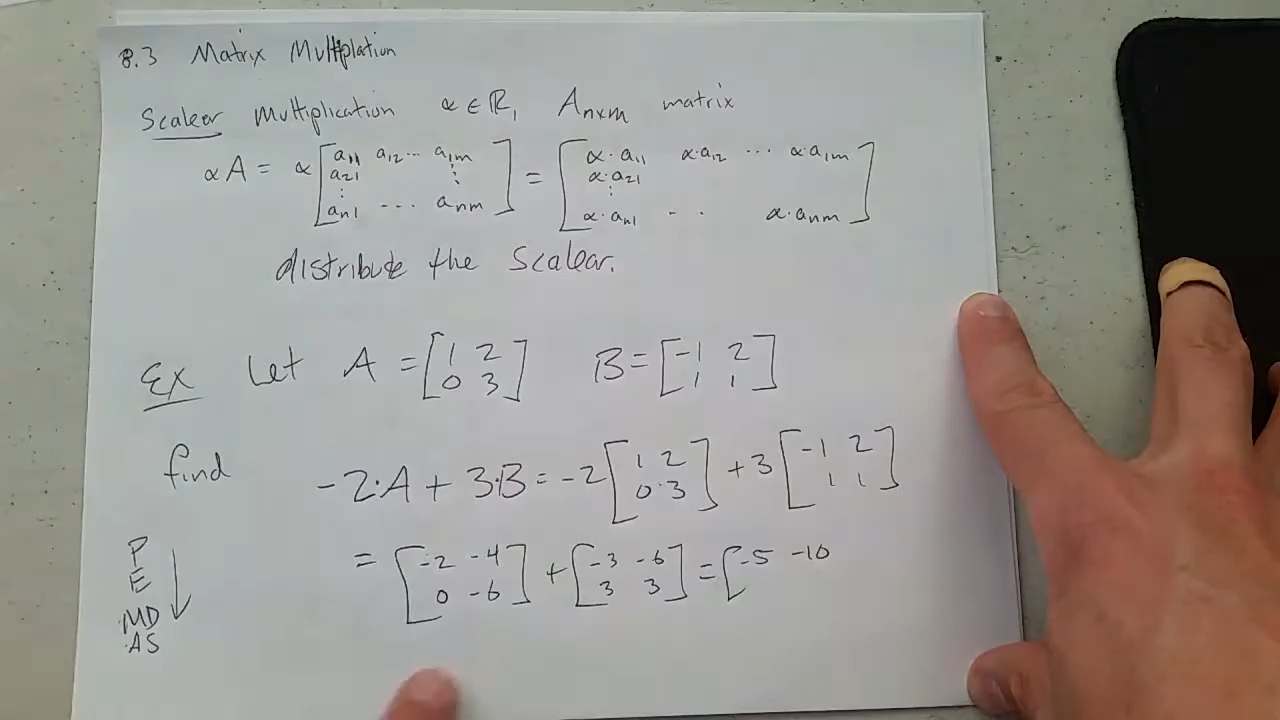 8.3 Matrix Multplation
Scalear Multiplication α ∈ ℝ, Anxm matrix
αA = α [a11 a12 ... a1m = [α·a11 α·a12 ... α·a1m
a21 ⋮ α·a21
⋮ ⋮
an1 ... anm] α·an1 .. α·anm]
distribute the Scalear.
Ex Let A = [1 2 B = [-1 2
0 3] 1 1]
find -2·A + 3·B = -2 [1 2 + 3 [-1 2
0·3] 1 1]
= [-2 -4 + [-3 -6 = [-5 -10
0 -6] 3 3]
P
E
MD
AS